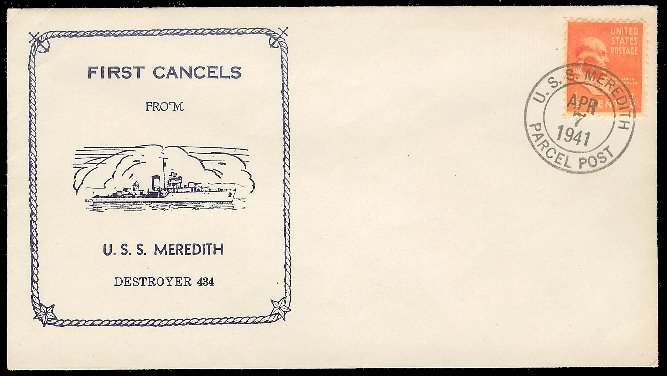 FIRST CANCELS
FROM
U. S. S. MEREDITH
DESTROYER 434
UNITED
STATES
POSTAGE
U. S. S. MEREDITH
APR
7
1941
PARCEL POST